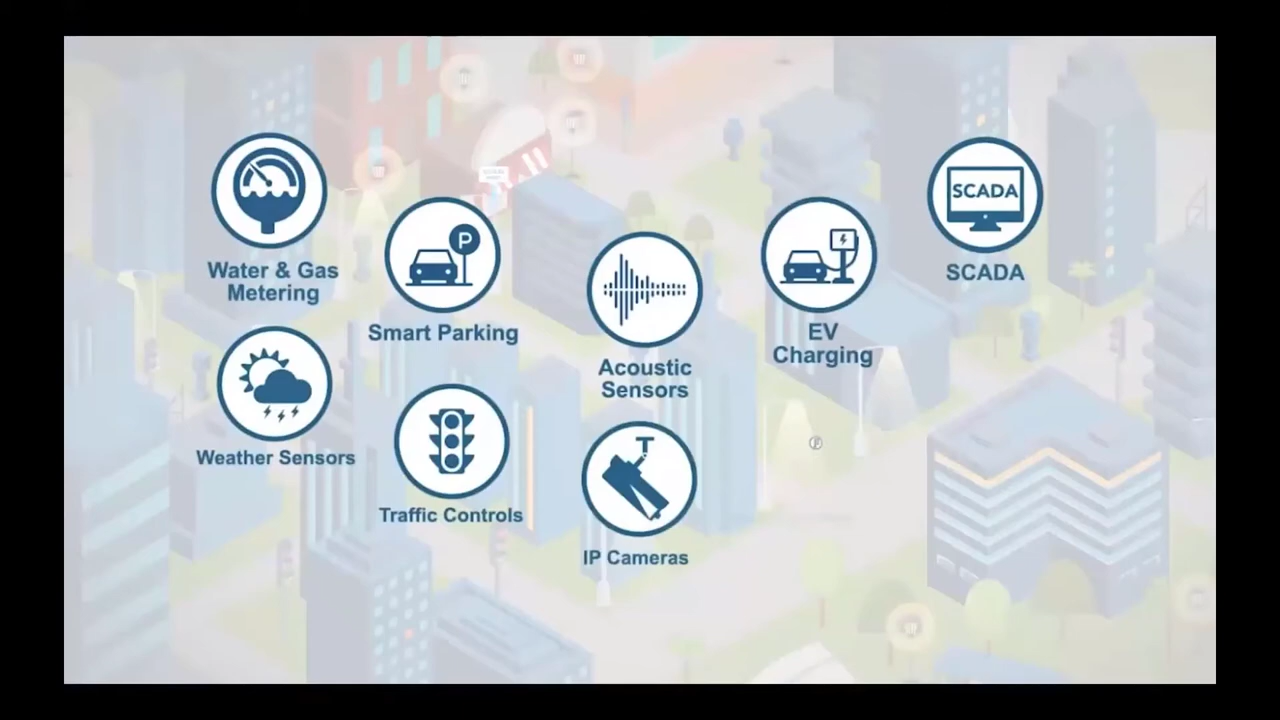 Water & Gas
Metering
P
Smart Parking
Acoustic
Sensors
EV
Charging
SCADA
SCADA
Weather Sensors
Traffic Controls
IP Cameras